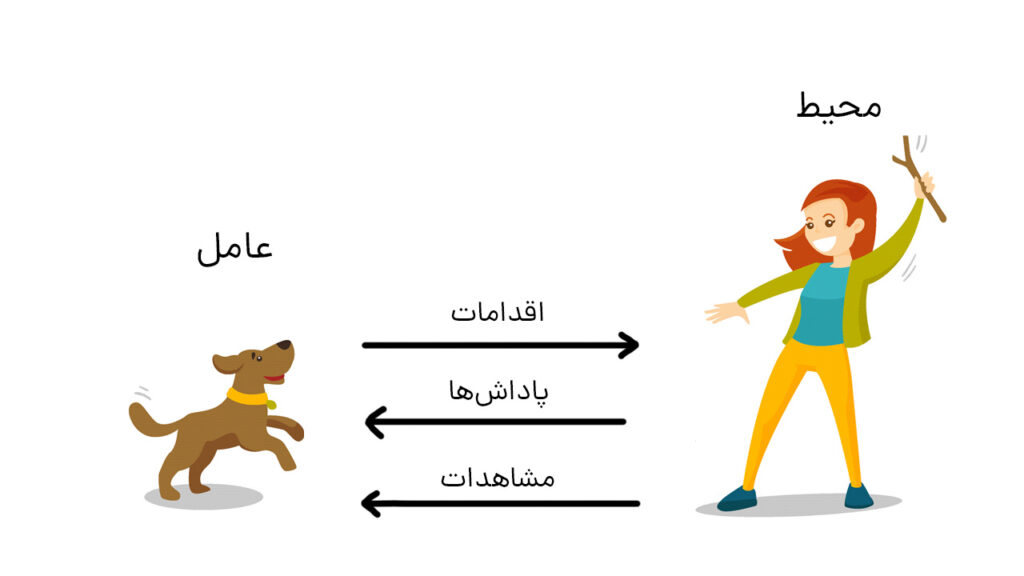 محیط
عامل
اقدامات
پاداش‌ها
مشاهدات